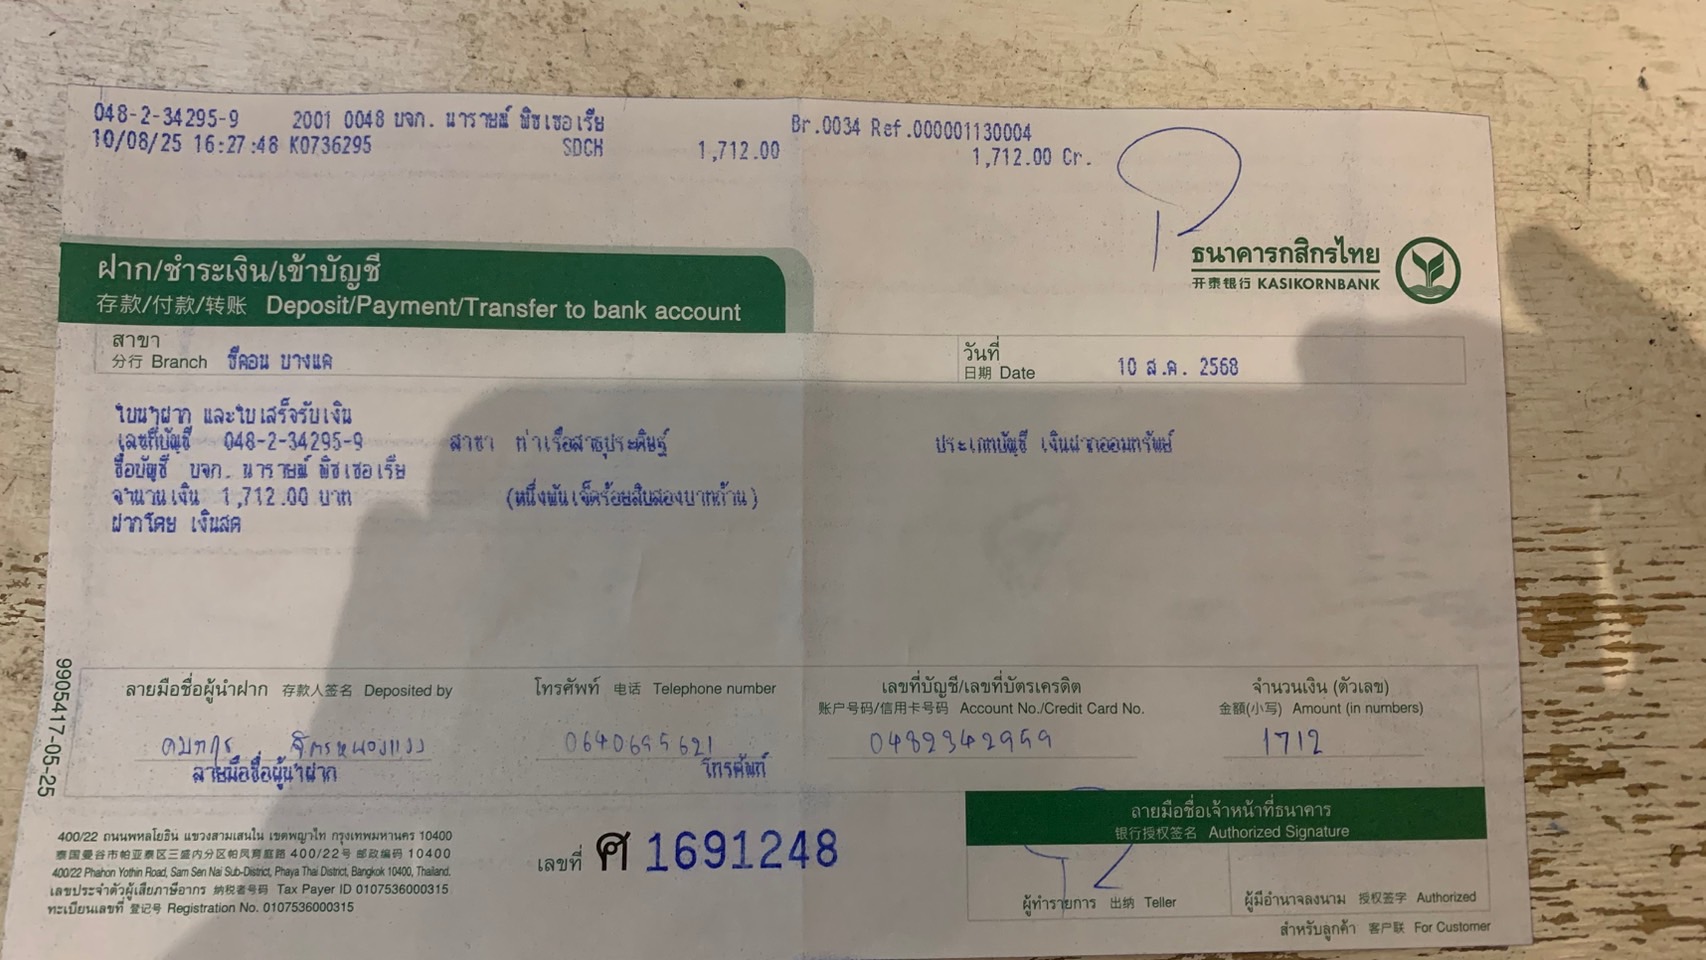 048-2-34295-9 2001 0048 บจก. นารายณ์ พิซเซอเรีย Br.0034 Ref.000001130004
10/08/25 16:27:48 K0736295 SDCH 1,712.00 1,712.00 Cr.
ธนาคารกสิกรไทย
开泰银行 KASIKORNBANK
ฝาก/ชำระเงิน/เข้าบัญชี
存款/付款/转账 Deposit/Payment/Transfer to bank account
สาขา
分行 Branch ซีคอน บางแค
วันที่
日期 Date 10 ส.ค. 2568
ใบนำฝาก และใบเสร็จรับเงิน
เลขที่บัญชี 048-2-34295-9 สาขา ท่าเรือสาธุประดิษฐ์ ประเภทบัญชี เงินฝากออมทรัพย์
ชื่อบัญชี บจก. นารายณ์ พิซเซอเรีย
จำนวนเงิน 1,712.00 บาท (หนึ่งพันเจ็ดร้อยสิบสองบาทถ้วน)
ฝากโดย เงินสด
ลายมือชื่อผู้นำฝาก 存款人签名 Deposited by
โทรศัพท์ 电话 Telephone number
เลขที่บัญชี/เลขที่บัตรเครดิต
账户号码/信用卡号码 Account No./Credit Card No.
จำนวนเงิน (ตัวเลข)
金额(小写) Amount (in numbers)
0482342959
1712
ลายมือชื่อผู้นำฝาก โทรศัพท์
9905417-05-25
400/22 ถนนพหลโยธิน แขวงสามเสนใน เขตพญาไท กรุงเทพมหานคร 10400
泰国曼谷市帕亚泰区三盛内分区帕凤育庭路 400/22号 邮政编码 10400
400/22 Phahon Yothin Road, Sam Sen Nai Sub-District, Phaya Thai District, Bangkok 10400, Thailand.
เลขประจำตัวผู้เสียภาษีอากร 纳税者号码 Tax Payer ID 0107536000315
ทะเบียนเลขที่ 登记号 Registration No. 0107536000315
เลขที่ ศ 1691248
ลายมือชื่อเจ้าหน้าที่ธนาคาร
银行授权签名 Authorized Signature
ผู้ทำรายการ 出纳 Teller
ผู้มีอำนาจลงนาม 授权签字 Authorized
สำหรับลูกค้า 客户联 For Customer